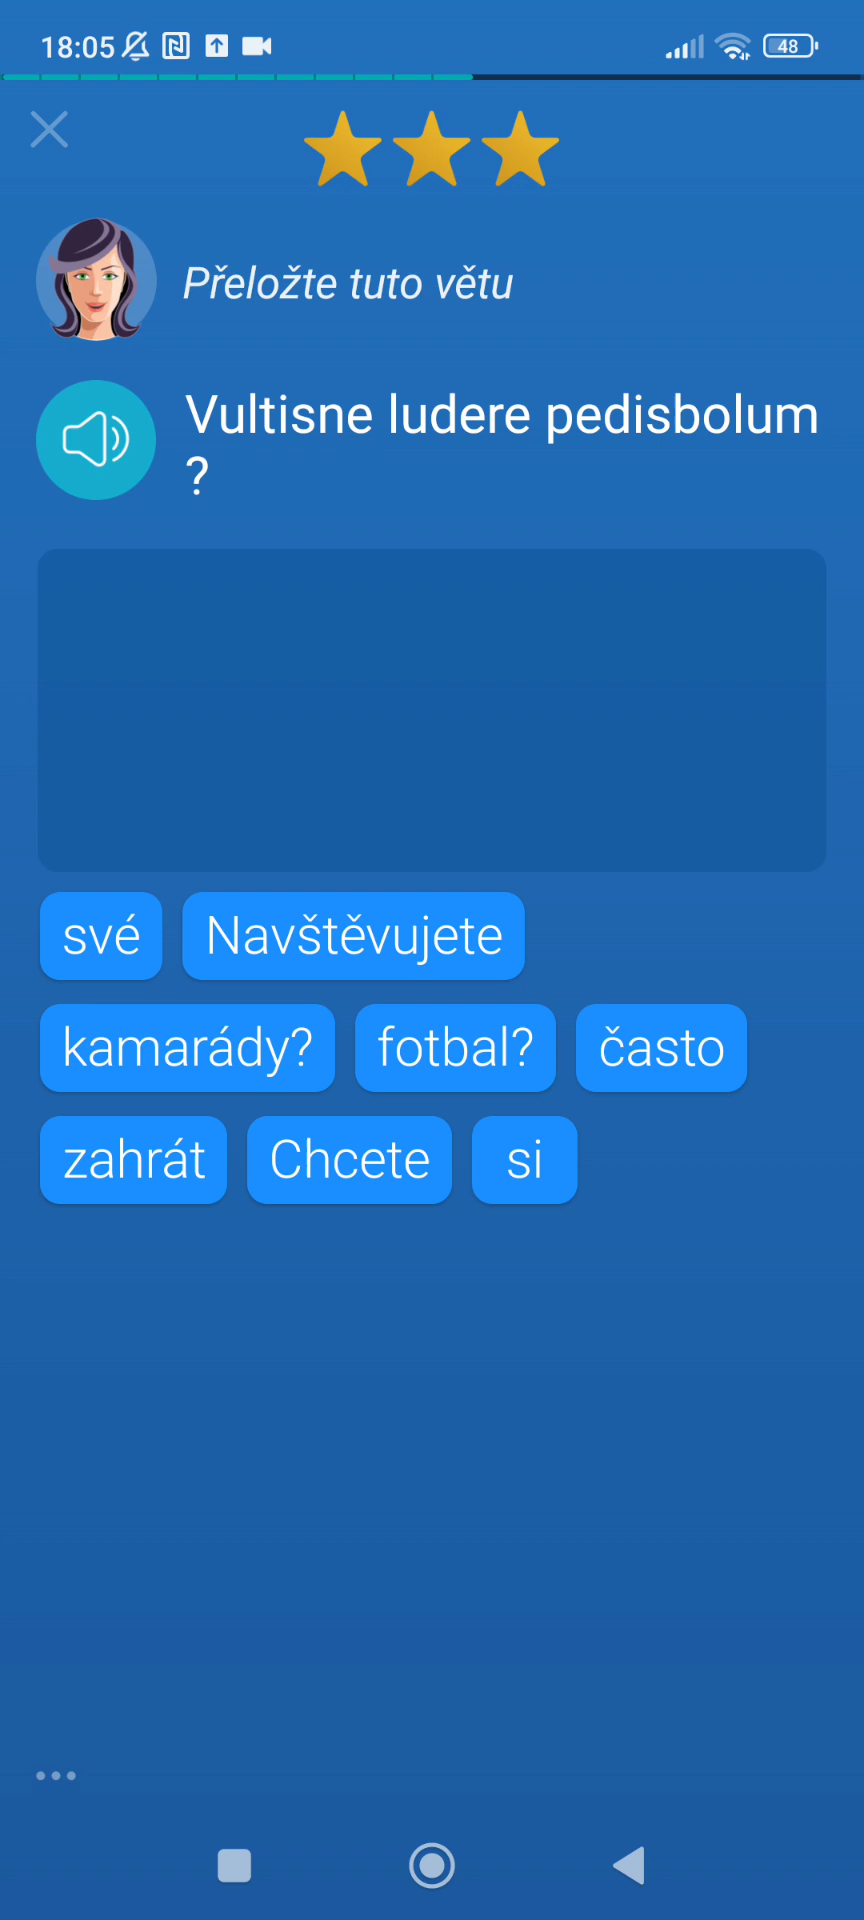 18:05
48
Přeložte tuto větu
Vultisne ludere pedisbolum
?
své Navštěvujete
kamarády? fotbal? často
zahrát Chcete si